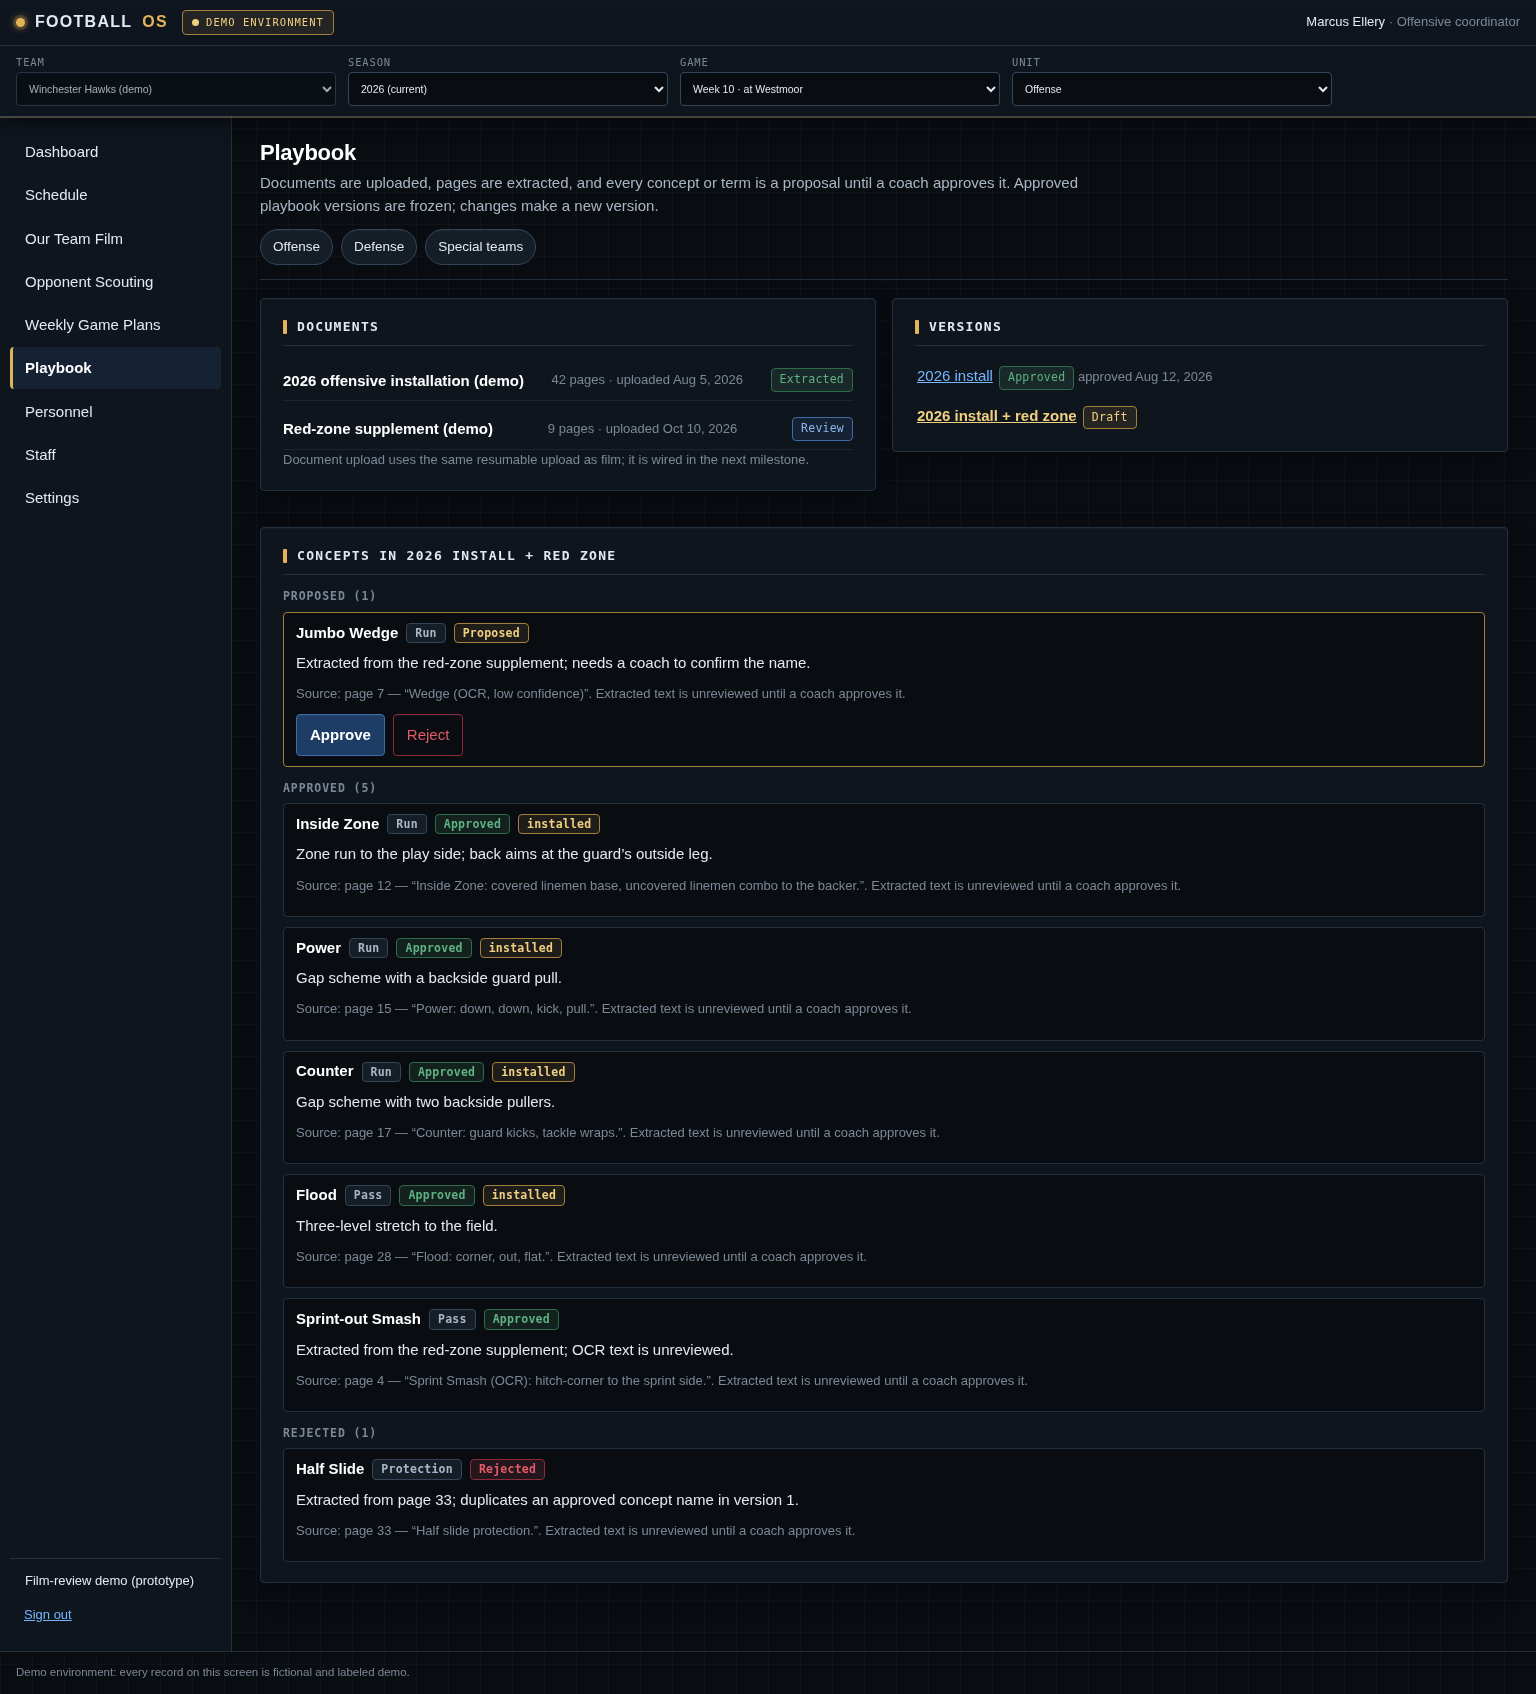 FOOTBALL OS
DEMO ENVIRONMENT
Marcus Ellery · Offensive coordinator
TEAM
SEASON
GAME
UNIT
Winchester Hawks (demo)
2026 (current)
Week 10 · at Westmoor
Offense
Dashboard
Schedule
Our Team Film
Opponent Scouting
Weekly Game Plans
Playbook
Personnel
Staff
Settings
Film-review demo (prototype)
Sign out
Playbook
Documents are uploaded, pages are extracted, and every concept or term is a proposal until a coach approves it. Approved
playbook versions are frozen; changes make a new version.
Offense
Defense
Special teams
DOCUMENTS
2026 offensive installation (demo) 42 pages · uploaded Aug 5, 2026 Extracted
Red-zone supplement (demo) 9 pages · uploaded Oct 10, 2026 Review
Document upload uses the same resumable upload as film; it is wired in the next milestone.
VERSIONS
2026 install Approved approved Aug 12, 2026
2026 install + red zone Draft
CONCEPTS IN 2026 INSTALL + RED ZONE
PROPOSED (1)
Jumbo Wedge Run Proposed
Extracted from the red-zone supplement; needs a coach to confirm the name.
Source: page 7 — “Wedge (OCR, low confidence)”. Extracted text is unreviewed until a coach approves it.
Approve
Reject
APPROVED (5)
Inside Zone Run Approved installed
Zone run to the play side; back aims at the guard’s outside leg.
Source: page 12 — “Inside Zone: covered linemen base, uncovered linemen combo to the backer.”. Extracted text is unreviewed until a coach approves it.
Power Run Approved installed
Gap scheme with a backside guard pull.
Source: page 15 — “Power: down, down, kick, pull.”. Extracted text is unreviewed until a coach approves it.
Counter Run Approved installed
Gap scheme with two backside pullers.
Source: page 17 — “Counter: guard kicks, tackle wraps.”. Extracted text is unreviewed until a coach approves it.
Flood Pass Approved installed
Three-level stretch to the field.
Source: page 28 — “Flood: corner, out, flat.”. Extracted text is unreviewed until a coach approves it.
Sprint-out Smash Pass Approved
Extracted from the red-zone supplement; OCR text is unreviewed.
Source: page 4 — “Sprint Smash (OCR): hitch-corner to the sprint side.”. Extracted text is unreviewed until a coach approves it.
REJECTED (1)
Half Slide Protection Rejected
Extracted from page 33; duplicates an approved concept name in version 1.
Source: page 33 — “Half slide protection.”. Extracted text is unreviewed until a coach approves it.
Demo environment: every record on this screen is fictional and labeled demo.